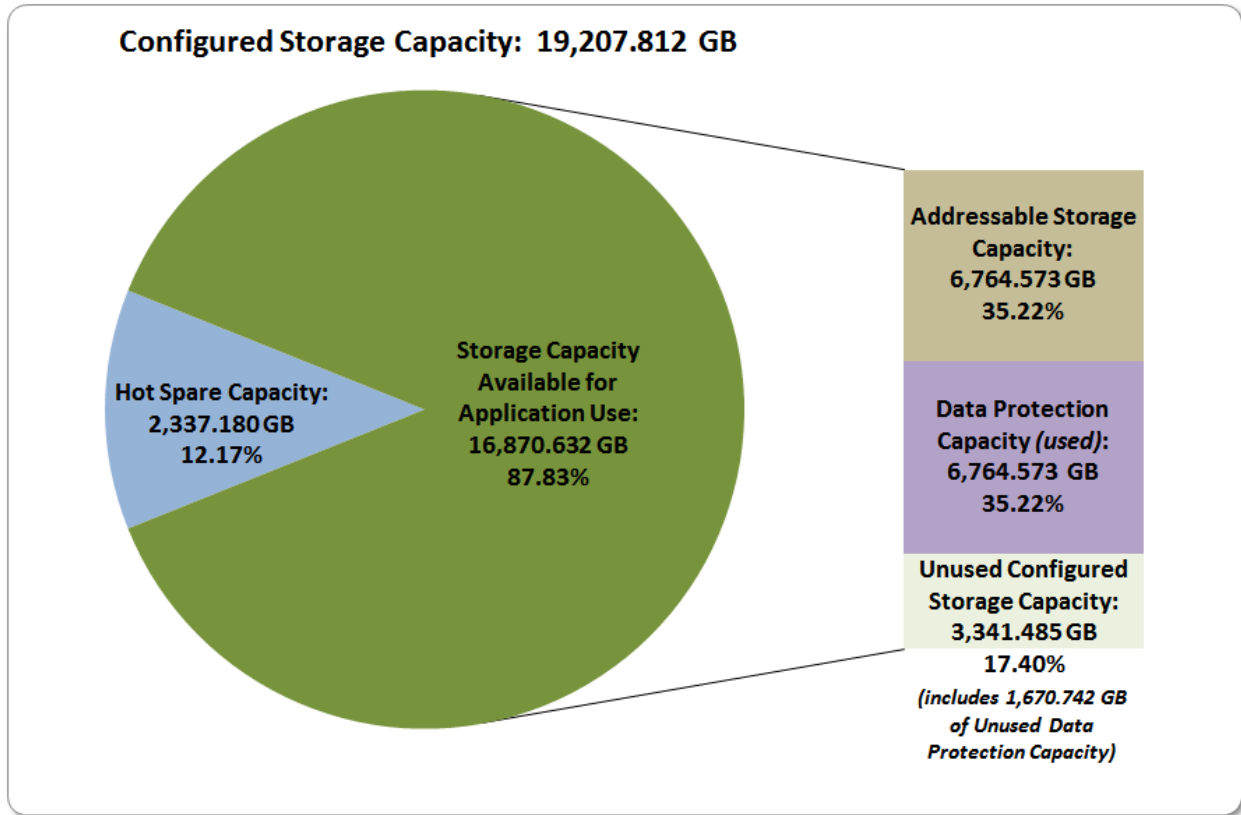 Configured Storage Capacity: 19,207.812 GB
Hot Spare Capacity:
2,337.180 GB
12.17%
Storage Capacity
Available for
Application Use:
16,870.632 GB
87.83%
Addressable Storage
Capacity:
6,764.573 GB
35.22%
Data Protection
Capacity (used):
6,764.573 GB
35.22%
Unused Configured
Storage Capacity:
3,341.485 GB
17.40%
(includes 1,670.742 GB
of Unused Data
Protection Capacity)